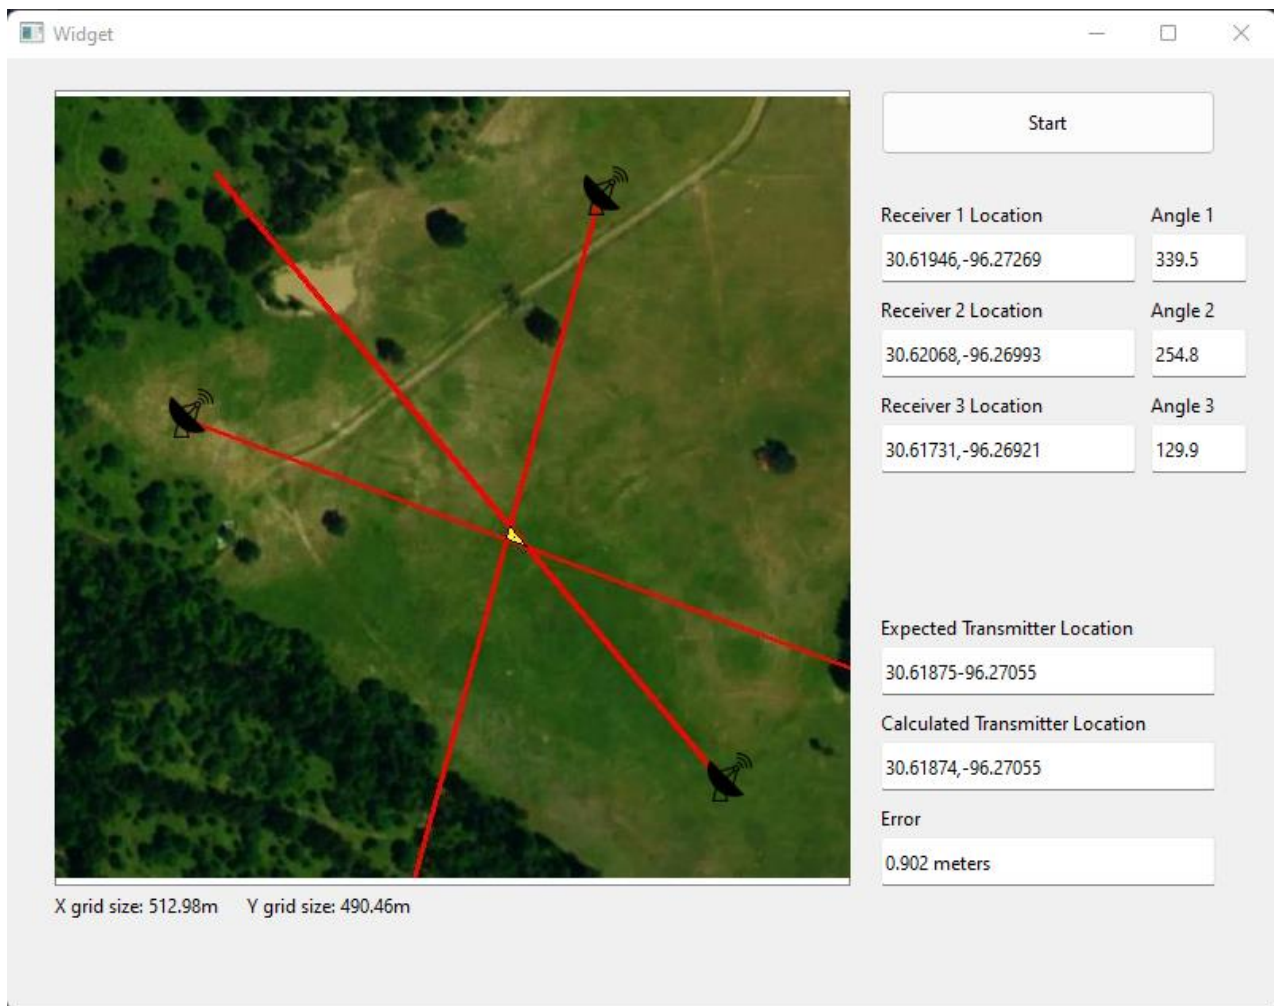 Widget
Start
Receiver 1 Location
Angle 1
30.61946,-96.27269
339.5
Receiver 2 Location
Angle 2
30.62068,-96.26993
254.8
Receiver 3 Location
Angle 3
30.61731,-96.26921
129.9
Expected Transmitter Location
30.61875-96.27055
Calculated Transmitter Location
30.61874,-96.27055
Error
0.902 meters
X grid size: 512.98m
Y grid size: 490.46m